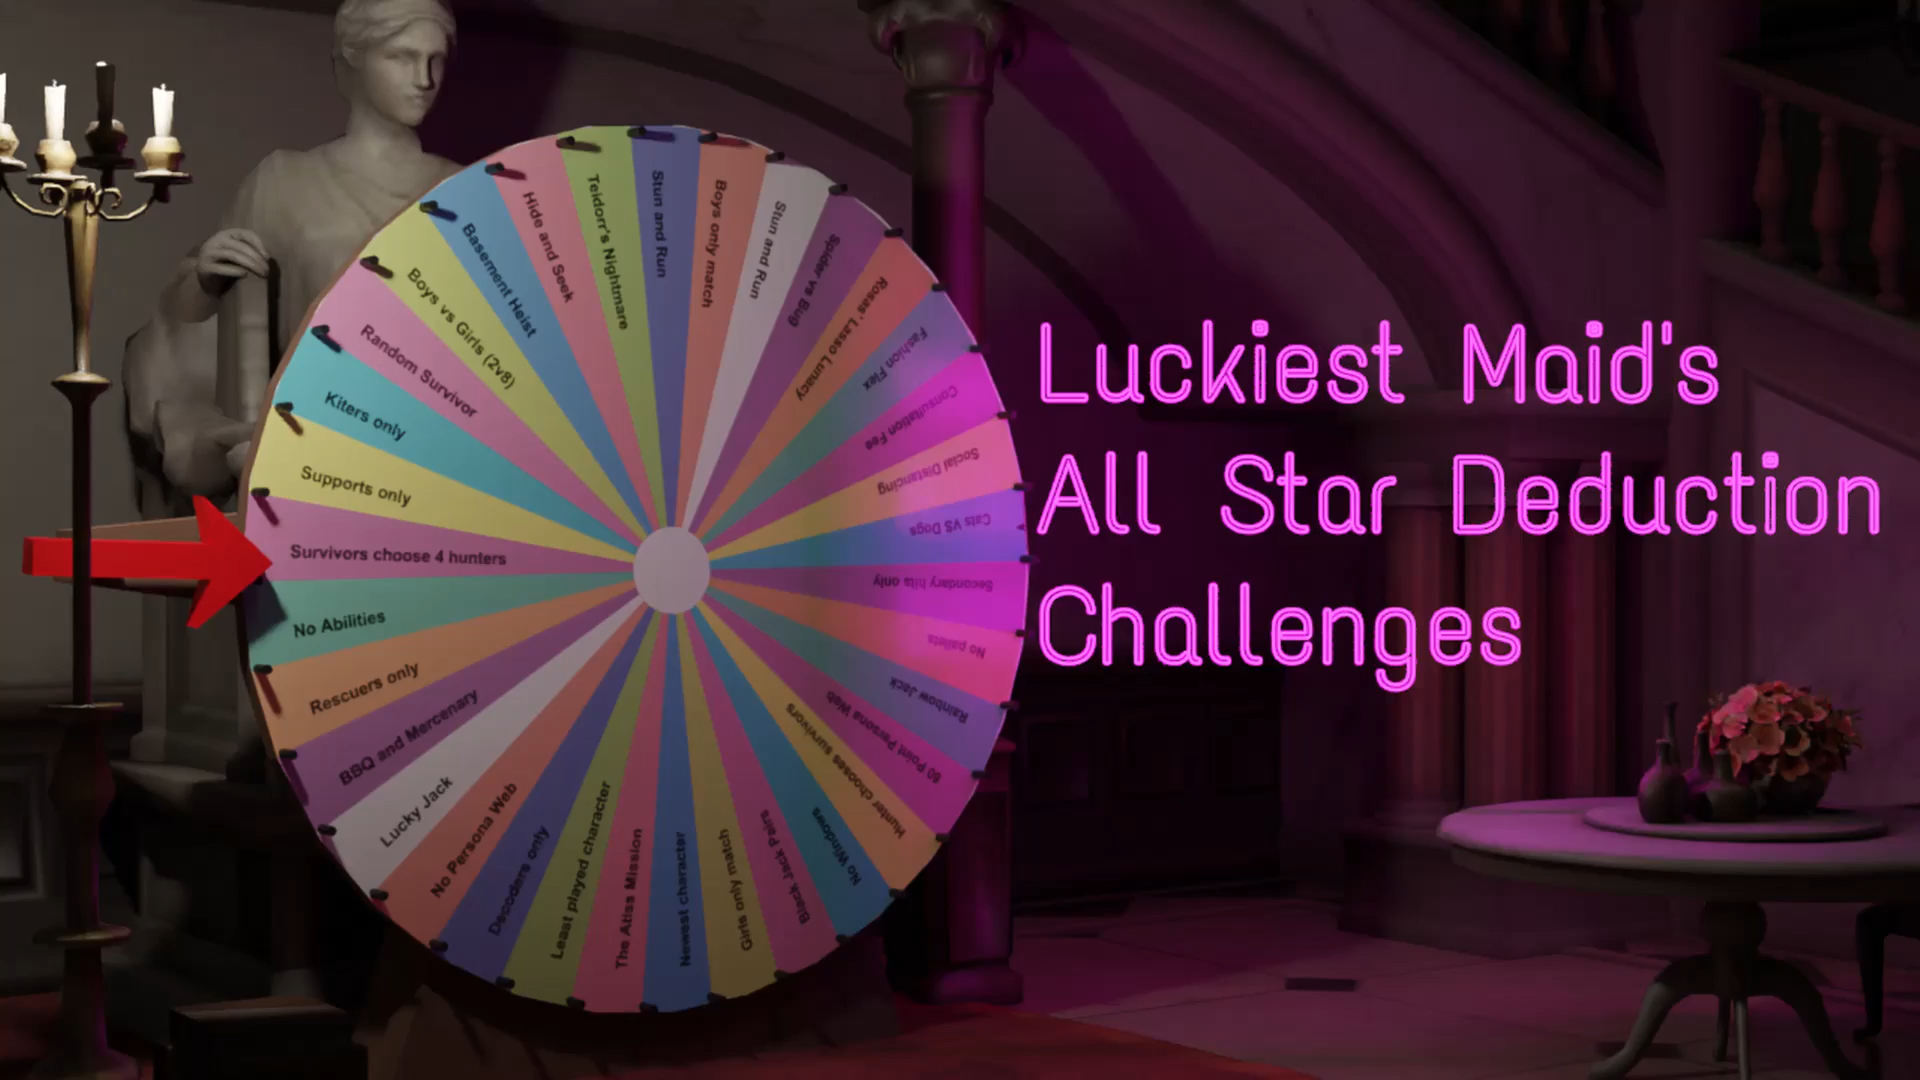 Luckiest Maid's
All Star Deduction
Challenges
Survivors choose 4 hunters
Supports only
Kiters only
Random Survivor
Boys vs Girls (2v8)
Basement Heist
Hide and Seek
Teidorr's Nightmare
Stun and Run
Boys only match
Stun and Run
Spider vs Bug
Rosas' Lasso Lunacy
Fashion Flex
Consultation Fee
Social Distancing
Cats VS Dogs
Secondary hits only
No pallets
Rainbow Jack
60 Point Persona Web
Hunter chooses survivors
No Windows
Black Jack Pairs
Girls only match
Newest character
The Atiss Mission
Least played character
Decoders only
No Persona Web
Lucky Jack
BBQ and Mercenary
Rescuers only
No Abilities